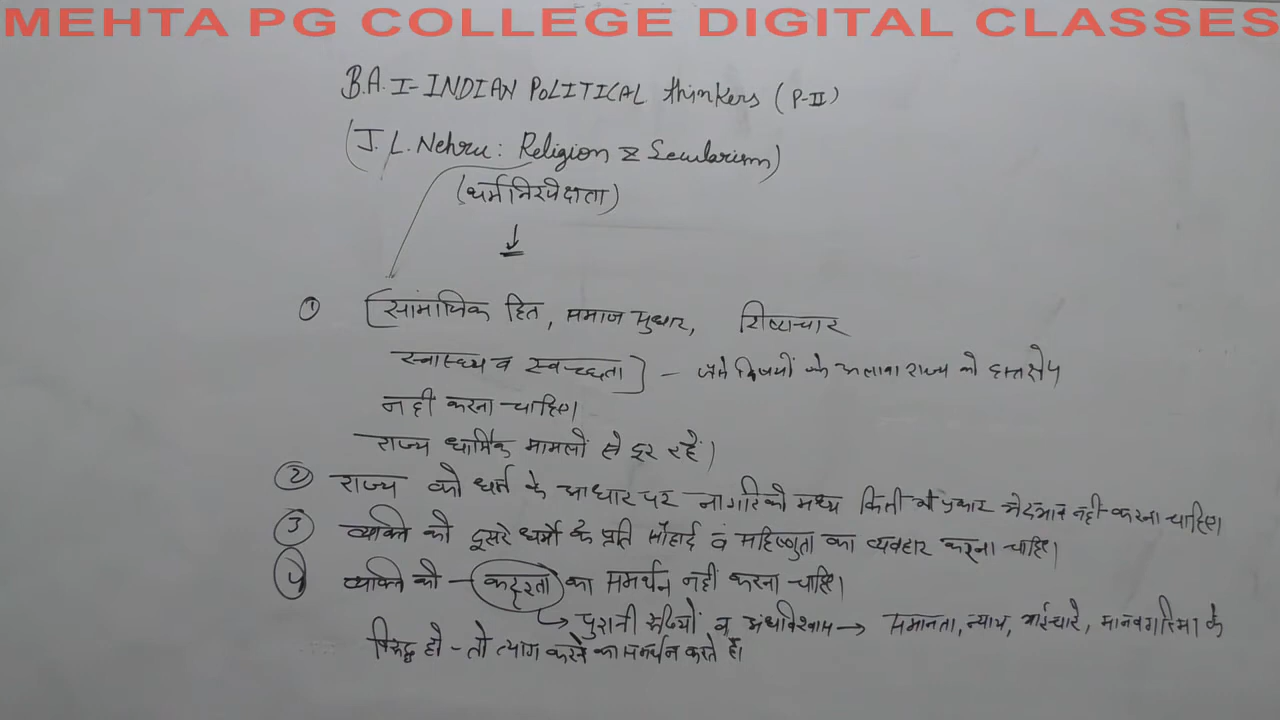 MEHTA PG COLLEGE DIGITAL CLASSES
B.A. I - INDIAN POLITICAL thinkers (P-II)
(J. L. Nehru: Religion & Secularism)
(धर्मनिरपेक्षता)
① [सामाजिक हित, समाज सुधार, शिष्टाचार
स्वास्थ्य व स्वच्छता] - जैसे विषयों के अलावा राज्य को हस्तक्षेप
नही करना चाहिए।
राज्य धार्मिक मामलों से दूर रहें।
② राज्य को धर्म के आधार पर नागरिको मध्य किसी भी प्रकार भेदभाव नही करना चाहिए।
③ व्यक्ति को दूसरे धर्मो के प्रति सौहार्द व सहिष्णुता का व्यवहार करना चाहिए।
④ व्यक्ति को - कट्टरता का समर्थन नही करना चाहिए।
पुरानी रूढियों व अंधविश्वास → समानता, न्याय, भाईचारे, मानवगरिमा के
विरूद्ध हो - तो त्याग करने का समर्थन करते है।